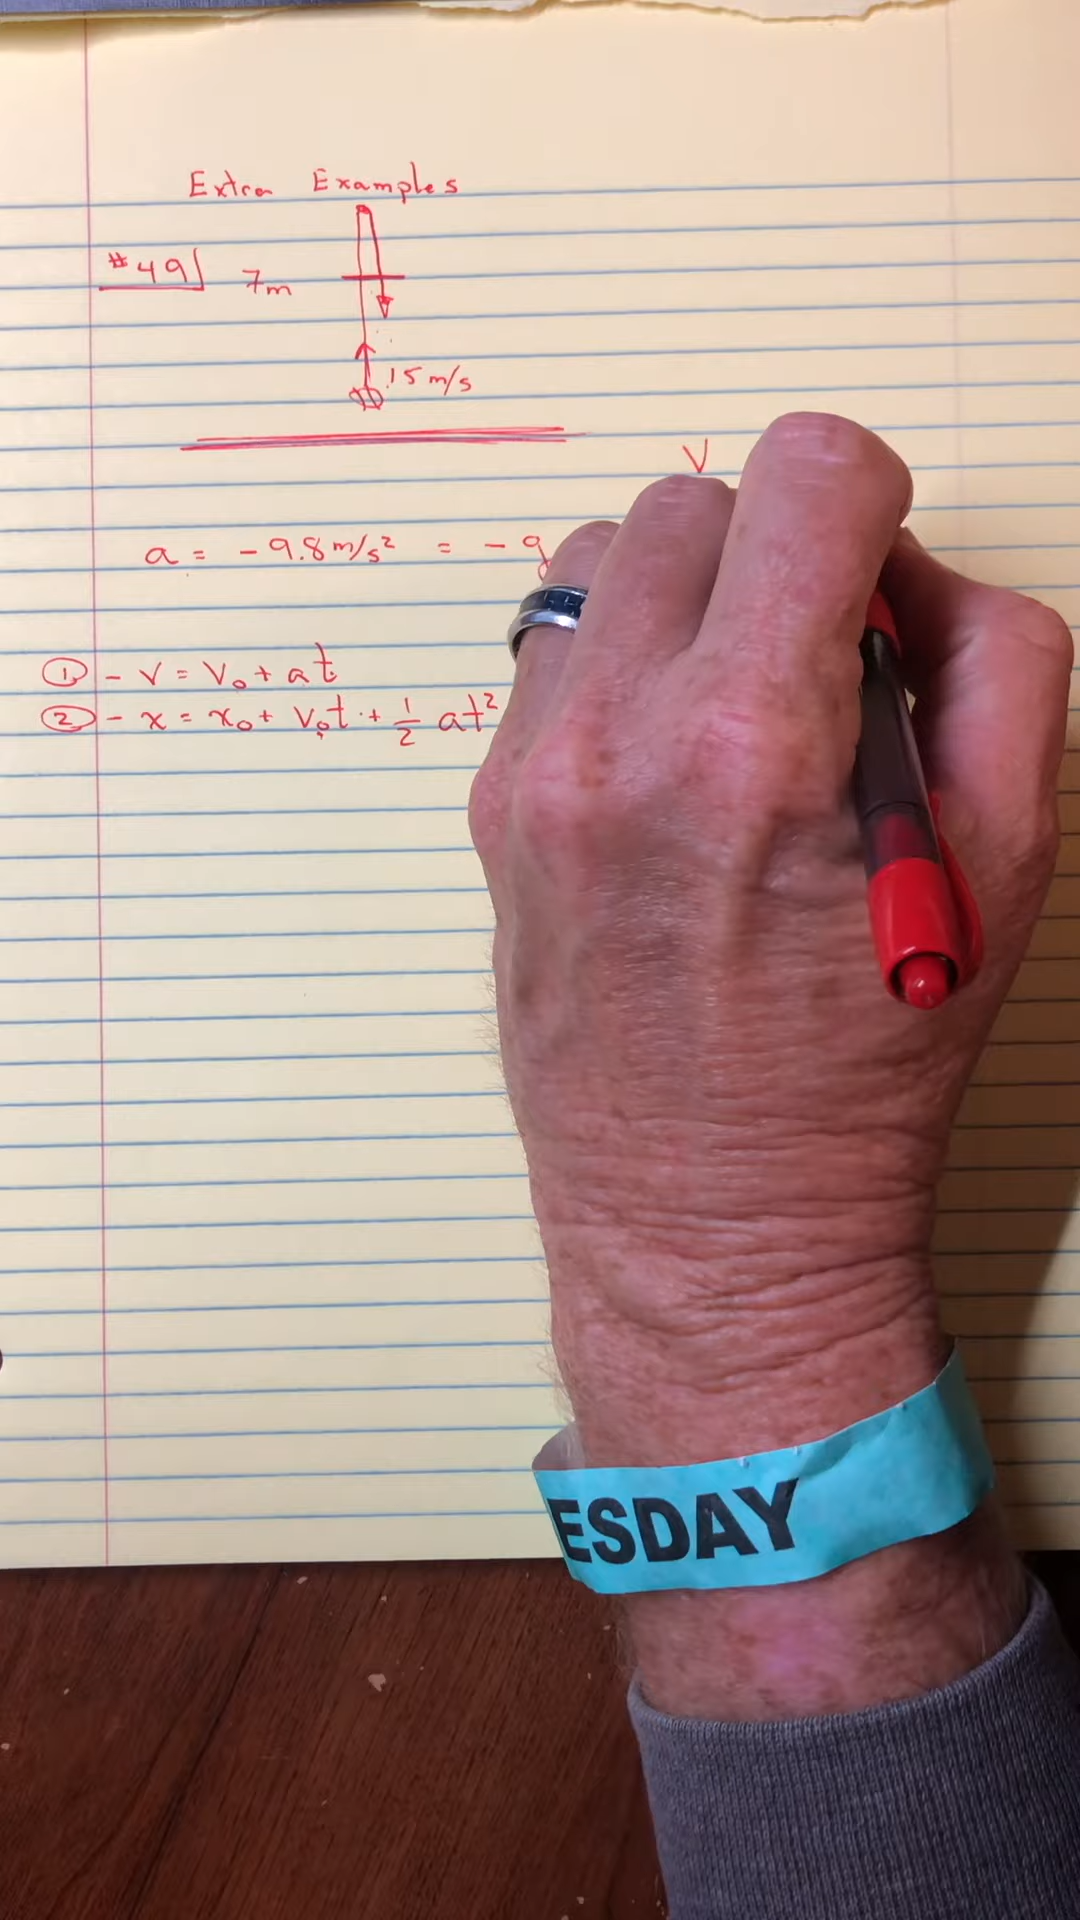 Extra Examples
#49 7m
15 m/s
V
a = -9.8 m/s² = -g
① - v = v₀ + at
② - x = x₀ + v₀t + 1/2 at²
ESDAY